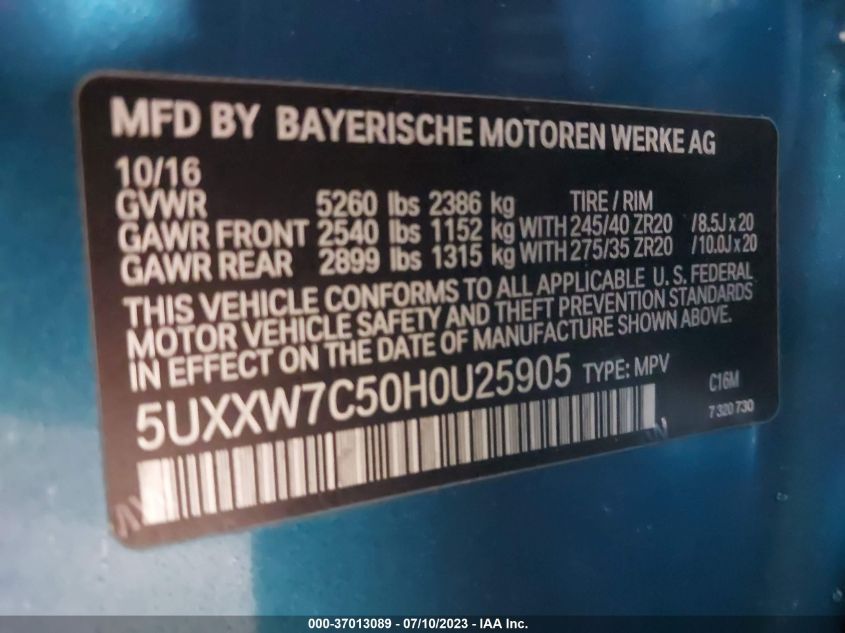 MFD BY BAYERISCHE MOTOREN WERKE AG
10/16
GVWR 5260 lbs 2386 kg TIRE / RIM
GAWR FRONT 2540 lbs 1152 kg WITH 245/40 ZR20 /8.5J x 20
GAWR REAR 2899 lbs 1315 kg WITH 275/35 ZR20 /10.0J x 20
THIS VEHICLE CONFORMS TO ALL APPLICABLE U.S. FEDERAL
MOTOR VEHICLE SAFETY AND THEFT PREVENTION STANDARDS
IN EFFECT ON THE DATE OF MANUFACTURE SHOWN ABOVE.
5UXXW7C50H0U25905 TYPE: MPV C16M
7 320 730
000-37013089 / 07/10/2023 - © IAA Inc.